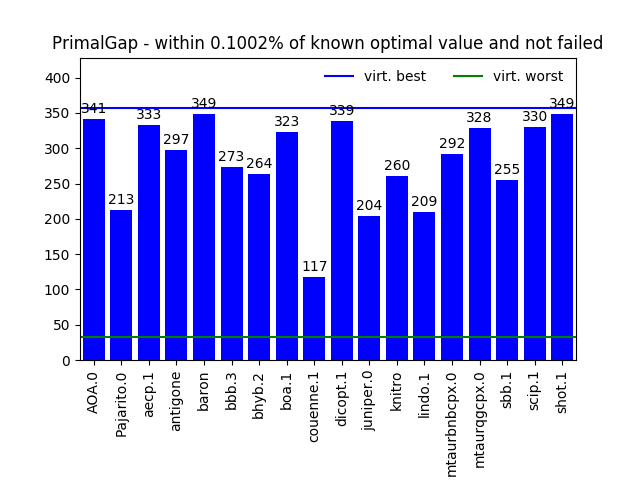 PrimalGap - within 0.1002% of known optimal value and not failed
virt. best
virt. worst
400
350
300
250
200
150
100
50
0
341
213
333
297
349
273
264
323
117
339
204
260
209
292
328
255
330
349
AOA.0
Pajarito.0
aecp.1
antigone
baron
bbb.3
bhyb.2
boa.1
couenne.1
dicopt.1
juniper.0
knitro
lindo.1
mtaurbnbcpx.0
mtaurqgcpx.0
sbb.1
scip.1
shot.1